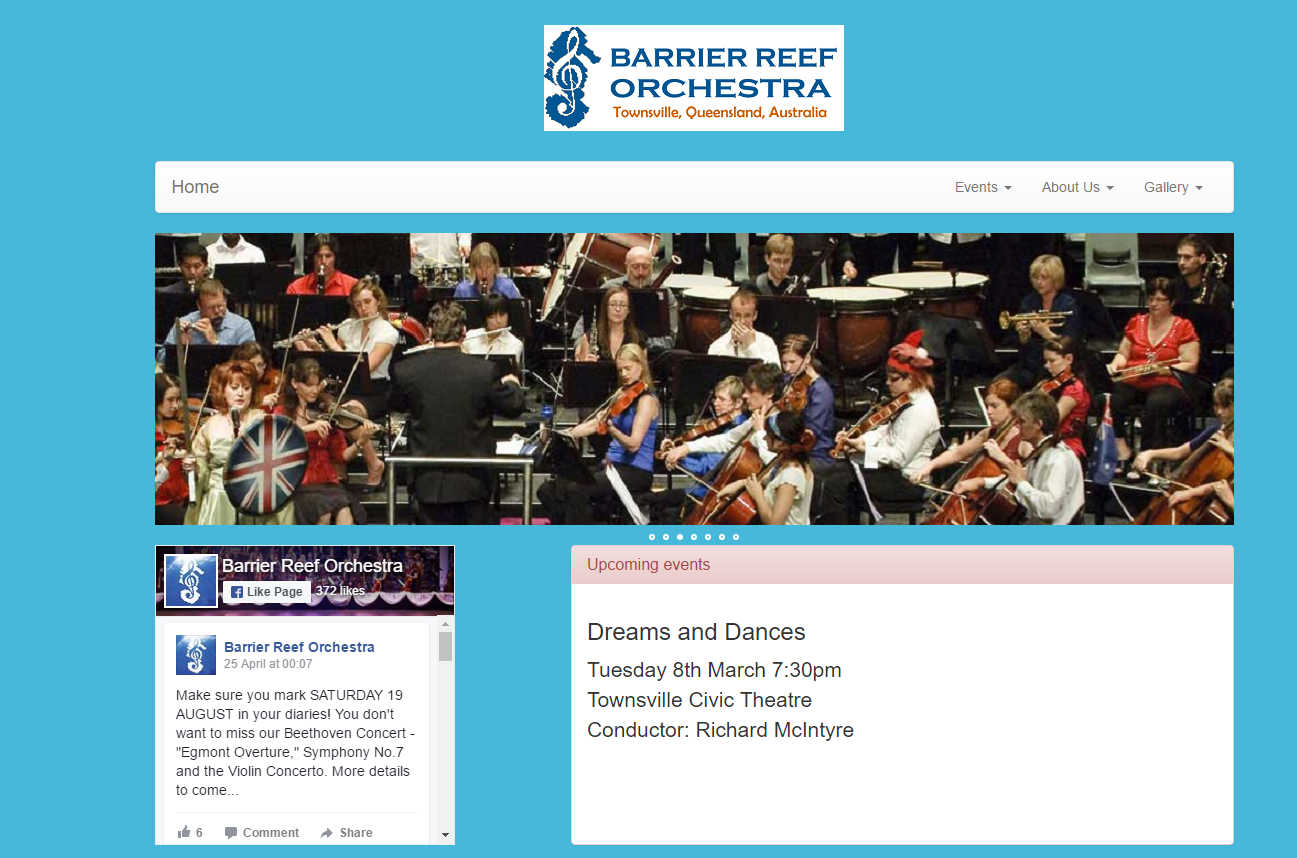 BARRIER REEF
ORCHESTRA
Townsville, Queensland, Australia
Home
Events
About Us
Gallery
Barrier Reef Orchestra
Like Page
372 likes
Barrier Reef Orchestra
25 April at 00:07
Make sure you mark SATURDAY 19
AUGUST in your diaries! You don't
want to miss our Beethoven Concert -
"Egmont Overture," Symphony No.7
and the Violin Concerto. More details
to come...
6
Comment
Share
Upcoming events
Dreams and Dances
Tuesday 8th March 7:30pm
Townsville Civic Theatre
Conductor: Richard McIntyre